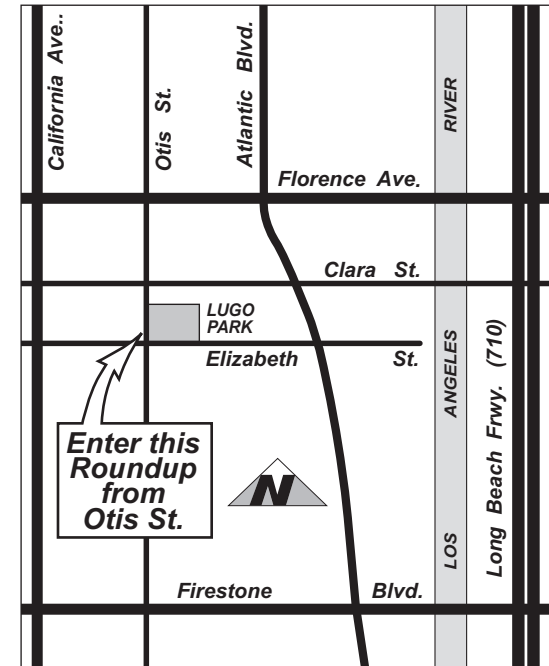 California Ave..
Otis St.
Atlantic Blvd.
RIVER
Florence Ave.
Clara St.
LUGO
PARK
Elizabeth St.
ANGELES
Long Beach Frwy. (710)
Enter this
Roundup
from
Otis St.
N
LOS
Firestone Blvd.